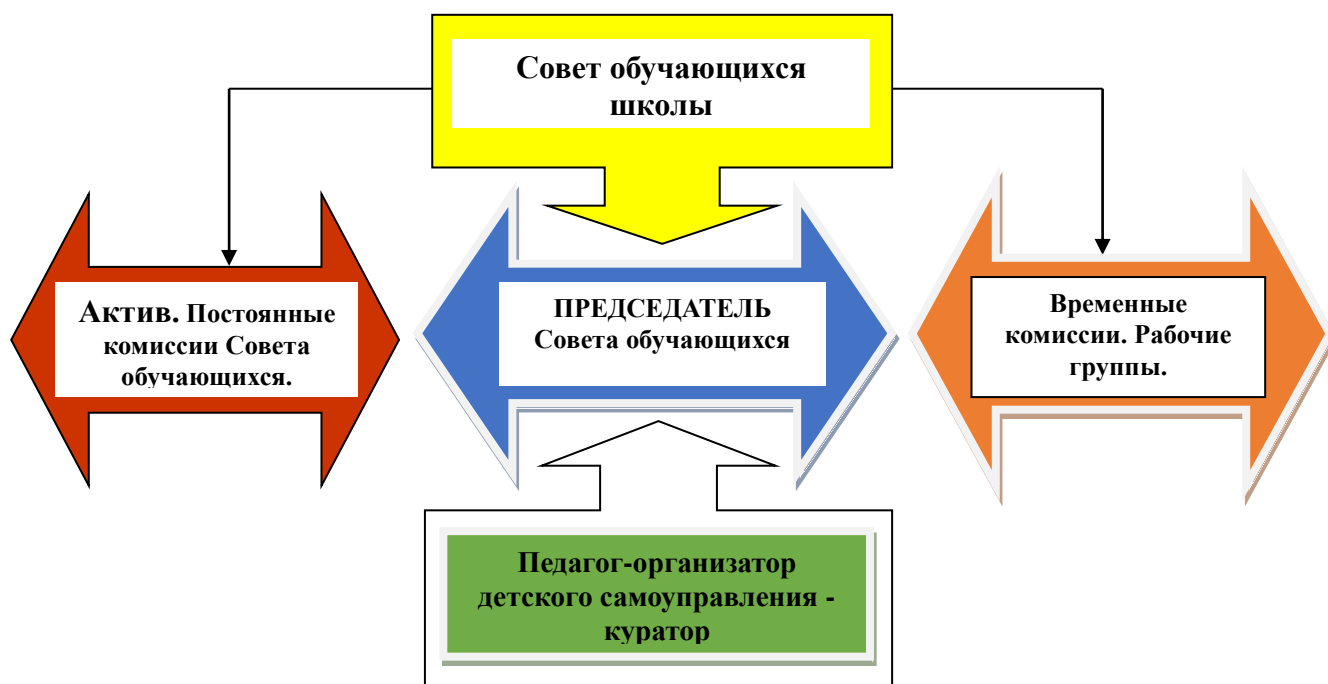 Совет обучающихся
школы
Актив. Постоянные
комиссии Совета
обучающихся.
ПРЕДСЕДАТЕЛЬ
Совета обучающихся
Временные
комиссии. Рабочие
группы.
Педагог-организатор
детского самоуправления -
куратор